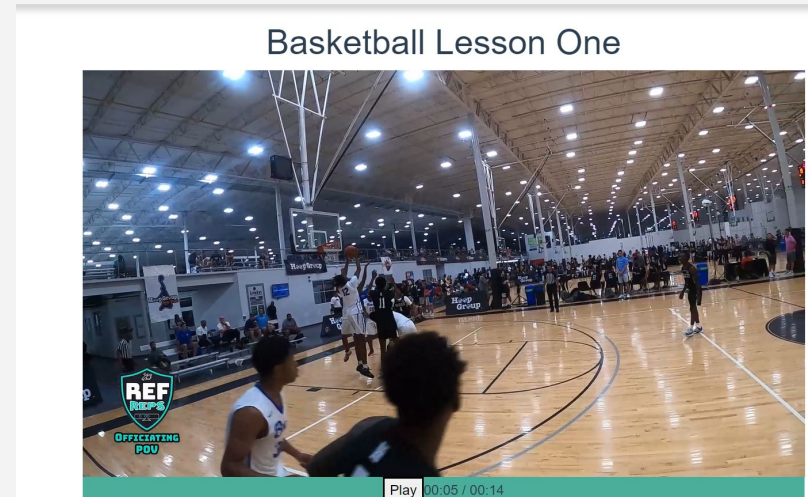 Basketball Lesson One
Hoop Group
11
Hoop
Group
REF
REPS
OFFICIATING
POV
Play 00:05 / 00:14